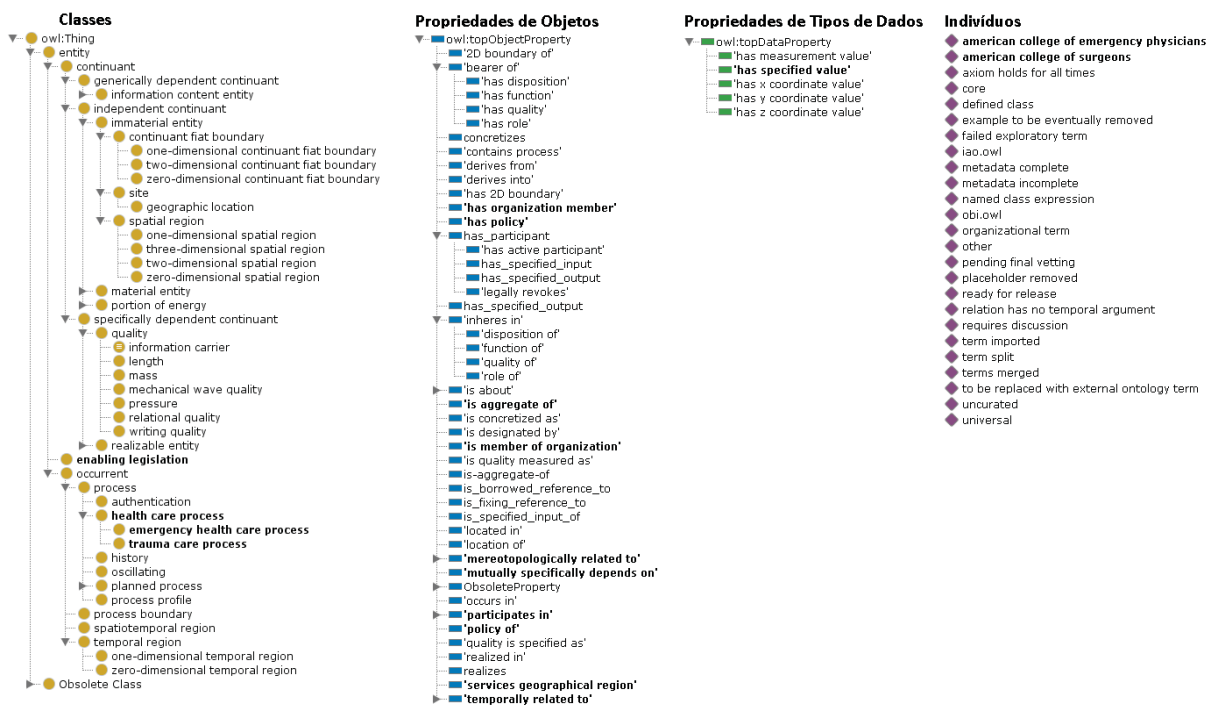 Classes
owl:Thing
entity
continuant
generically dependent continuant
information content entity
independent continuant
immaterial entity
continuant fiat boundary
one-dimensional continuant fiat boundary
two-dimensional continuant fiat boundary
zero-dimensional continuant fiat boundary
site
geographic location
spatial region
one-dimensional spatial region
three-dimensional spatial region
two-dimensional spatial region
zero-dimensional spatial region
material entity
portion of energy
specifically dependent continuant
quality
information carrier
length
mass
mechanical wave quality
pressure
relational quality
writing quality
realizable entity
enabling legislation
occurrent
process
authentication
health care process
emergency health care process
trauma care process
history
oscillating
planned process
process profile
process boundary
spatiotemporal region
temporal region
one-dimensional temporal region
zero-dimensional temporal region
Obsolete Class
Propriedades de Objetos
owl:topObjectProperty
'2D boundary of'
'bearer of'
'has disposition'
'has function'
'has quality'
'has role'
concretizes
'contains process'
'derives from'
'derives into'
'has 2D boundary'
'has organization member'
'has policy'
has_participant
'has active participant'
has_specified_input
has_specified_output
'legally revokes'
has_specified_output
'inheres in'
'disposition of'
'function of'
'quality of'
'role of'
'is about'
'is aggregate of'
'is concretized as'
'is designated by'
'is member of organization'
'is quality measured as'
is-aggregate-of
is_borrowed_reference_to
is_fixing_reference_to
is_specified_input_of
'located in'
'location of'
'mereotopologically related to'
'mutually specifically depends on'
ObsoleteProperty
'occurs in'
'participates in'
'policy of'
'quality is specified as'
'realized in'
realizes
'services geographical region'
'temporally related to'
Propriedades de Tipos de Dados
owl:topDataProperty
'has measurement value'
'has specified value'
'has x coordinate value'
'has y coordinate value'
'has z coordinate value'
Indivíduos
american college of emergency physicians
american college of surgeons
axiom holds for all times
core
defined class
example to be eventually removed
failed exploratory term
iao.owl
metadata complete
metadata incomplete
named class expression
obi.owl
organizational term
other
pending final vetting
placeholder removed
ready for release
relation has no temporal argument
requires discussion
term imported
term split
terms merged
to be replaced with external ontology term
uncurated
universal